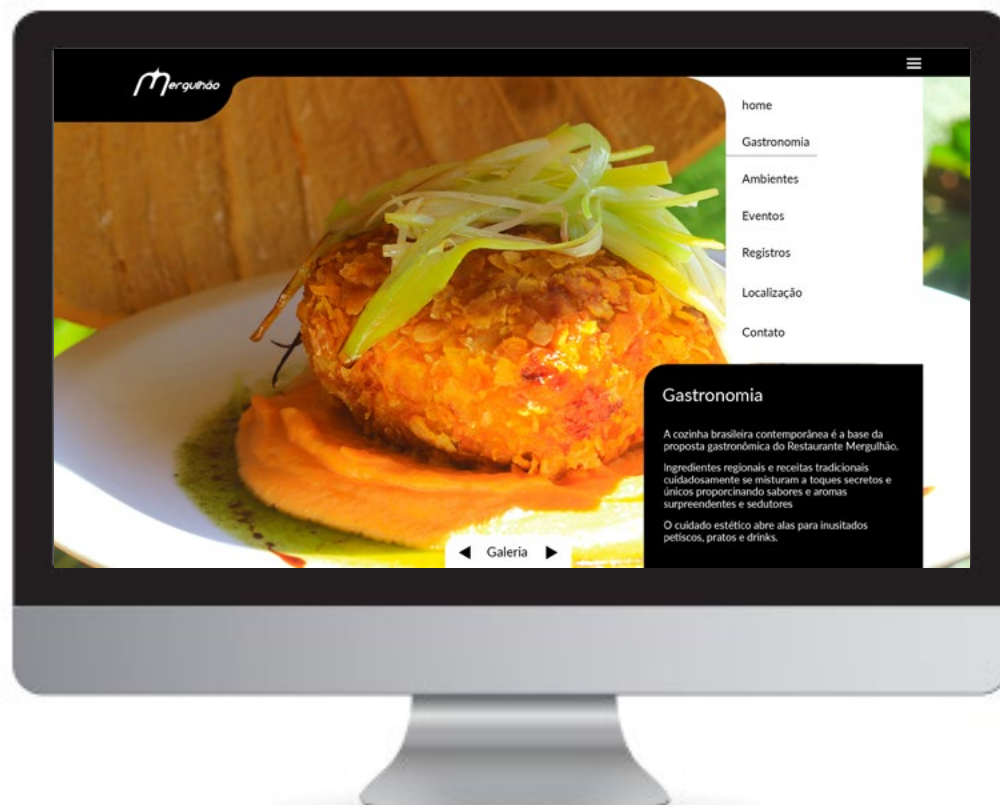 Mergulhão
home
Gastronomia
Ambientes
Eventos
Registros
Localização
Contato
Gastronomia
A cozinha brasileira contemporânea é a base da
proposta gastronômica do Restaurante Mergulhão.
Ingredientes regionais e receitas tradicionais
cuidadosamente se misturam a toques secretos e
únicos proporcinando sabores e aromas
surpreendentes e sedutores
O cuidado estético abre alas para inusitados
petiscos, pratos e drinks.
Galeria